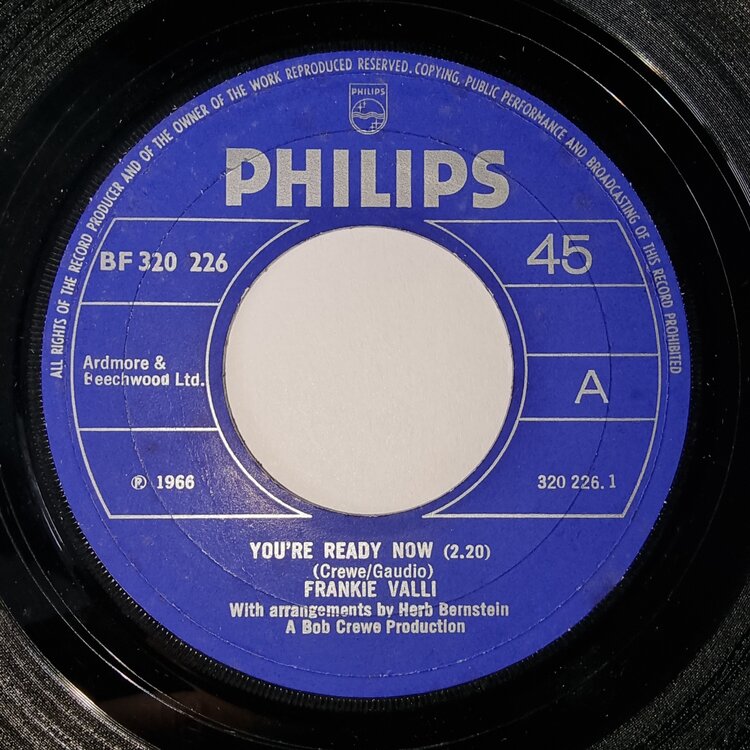 ALL RIGHTS OF THE RECORD PRODUCER AND OF THE OWNER OF THE WORK REPRODUCED RESERVED. COPYING, PUBLIC PERFORMANCE AND BROADCASTING OF THIS RECORD PROHIBITED
PHILIPS
PHILIPS
BF 320 226
45
Ardmore &
Beechwood Ltd.
A
℗ 1966
320 226.1
YOU'RE READY NOW (2.20)
(Crewe/Gaudio)
FRANKIE VALLI
With arrangements by Herb Bernstein
A Bob Crewe Production